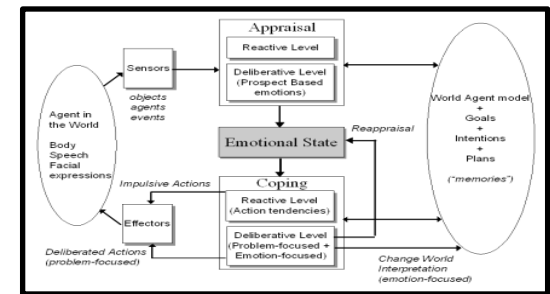 Appraisal
Reactive Level
Deliberative Level
(Prospect Based
emotions)
Sensors
objects
agents
events
Agent in
the World
Body
Speech
Facial
expressions
Emotional State
Reappraisal
World Agent model
+
Goals
+
Intentions
+
Plans
("memories")
Impulsive Actions
Coping
Reactive Level
(Action tendencies)
Deliberative Level
(Problem-focused +
Emotion-focused)
Effectors
Deliberated Actions
(problem-focused)
Change World
Interpretation
(emotion-focused)